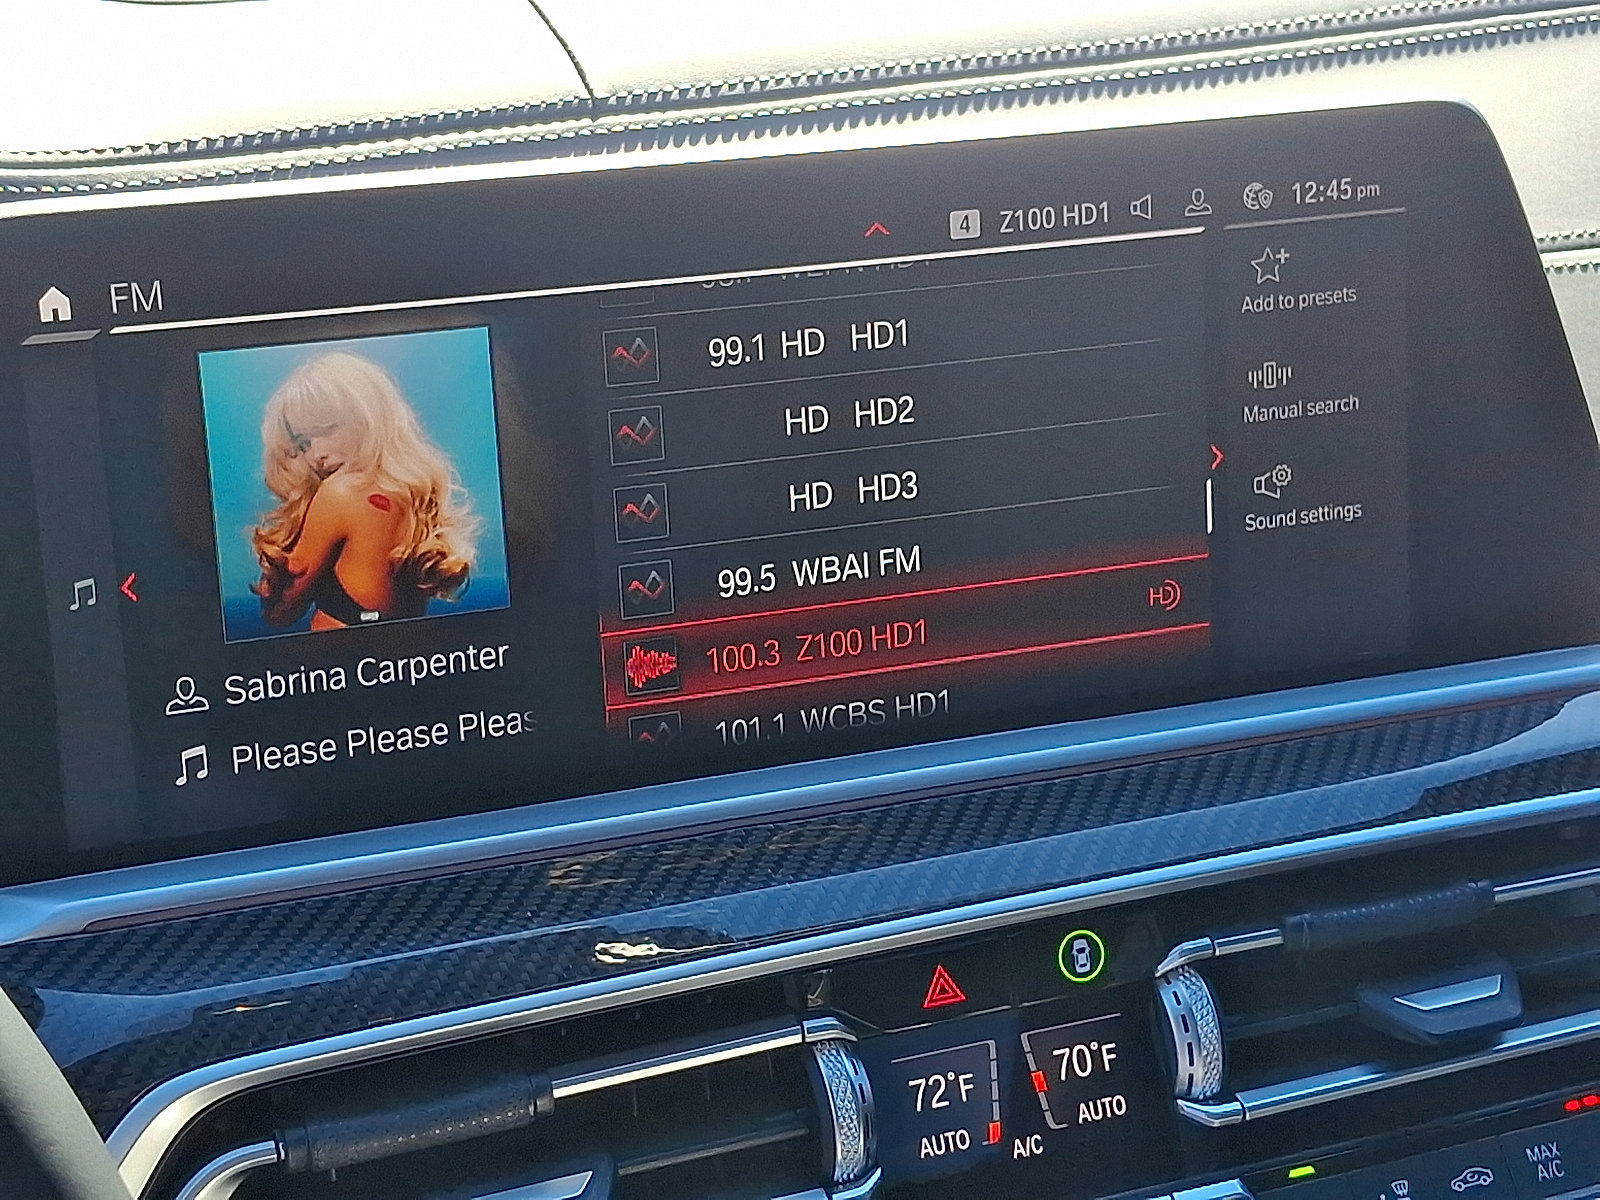 4 Z100 HD1 12:45 pm
FM
99.1 HD HD1
HD HD2
HD HD3
99.5 WBAI FM
100.3 Z100 HD1 HD
101.1 WCBS HD1
Add to presets
Manual search
Sound settings
Sabrina Carpenter
Please Please Pleas
72°F
AUTO
A/C
70°F
AUTO
MAX
A/C